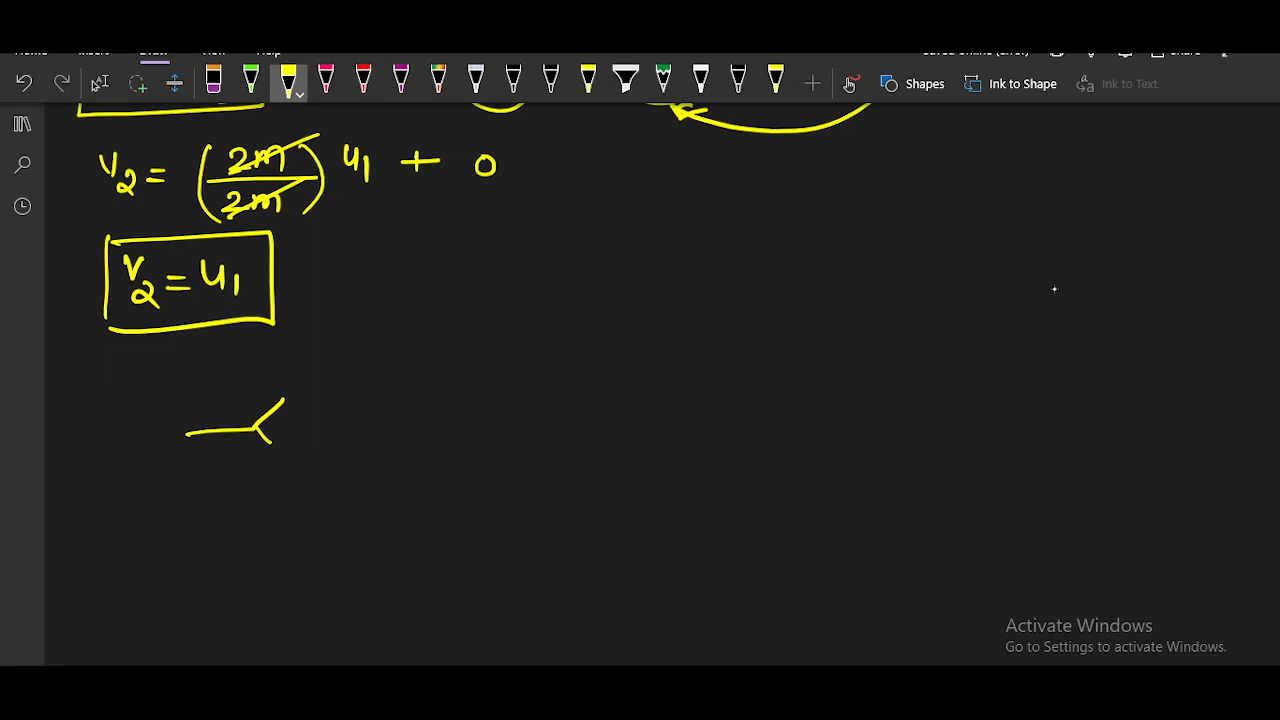 Shapes
Ink to Shape
Ink to Text
v₂ = (2m/2m) u₁ + 0
v₂ = u₁
Activate Windows
Go to Settings to activate Windows.